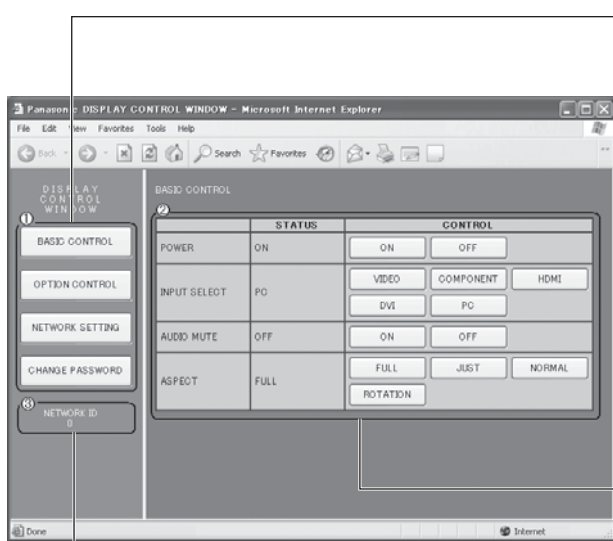 Panasonic DISPLAY CONTROL WINDOW - Microsoft Internet Explorer
File Edit View Favorites Tools Help
Back Search Favorites
DISPLAY
CONTROL
WINDOW
①
BASIC CONTROL
OPTION CONTROL
NETWORK SETTING
CHANGE PASSWORD
③
NETWORK ID
0
BASIC CONTROL
②
STATUS CONTROL
POWER ON ON OFF
INPUT SELECT PC VIDEO COMPONENT HDMI
DVI PC
AUDIO MUTE OFF ON OFF
ASPECT FULL FULL JUST NORMAL
ROTATION
Done Internet